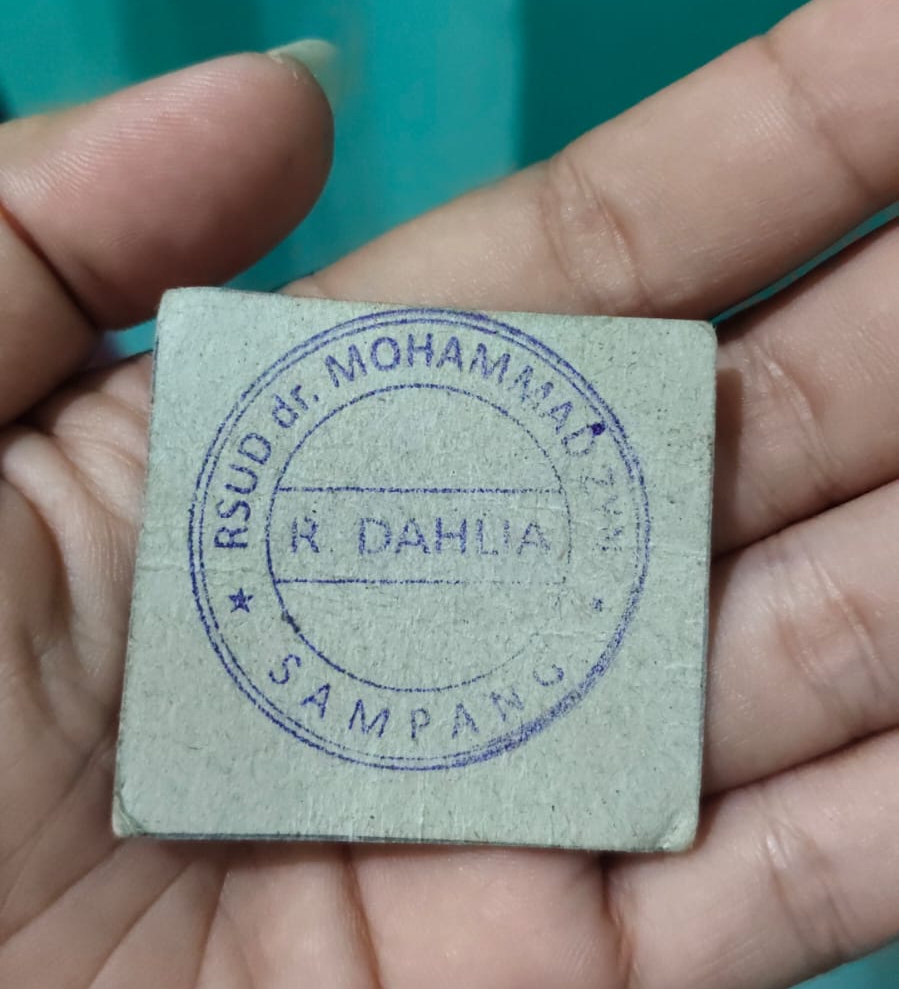 RSUD dr. MOHAMMAD ZYN
R. DAHLIA
SAMPANG